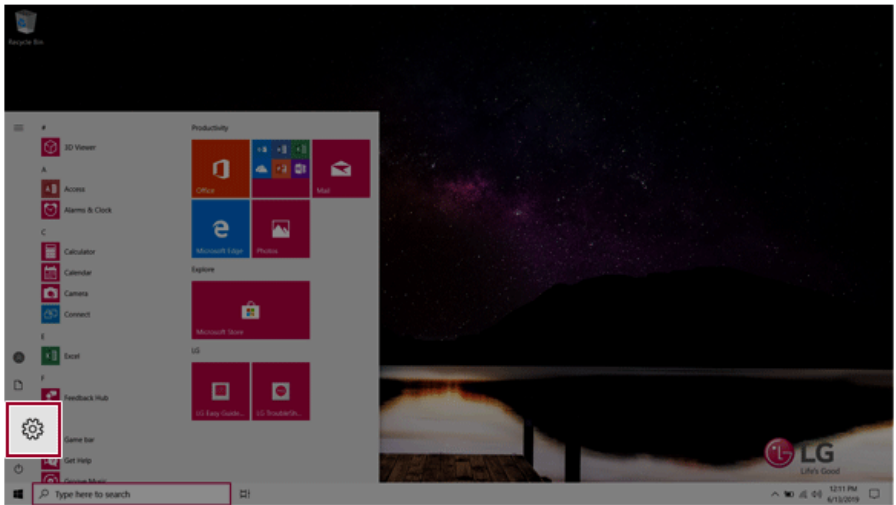 Recycle Bin
#
3D Viewer
A
Access
Alarms & Clock
C
Calculator
Calendar
Camera
Connect
E
Excel
F
Feedback Hub
Game bar
Get Help
Groove Music
Productivity
Office
Mail
Microsoft Edge
Photos
Explore
Microsoft Store
LG
LG Easy Guide...
LG TroubleSh...
LG
Life's Good
Type here to search
12:11 PM
6/13/2019